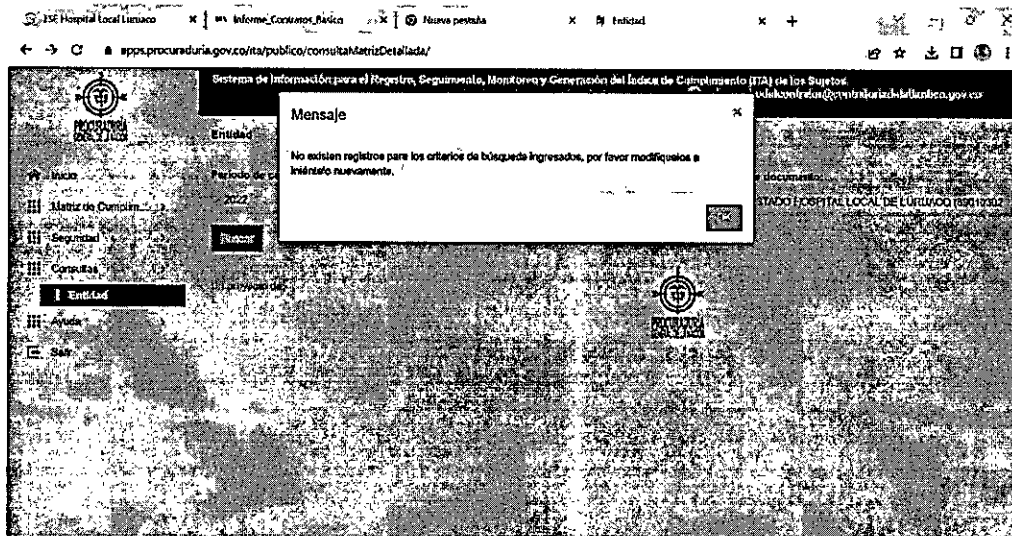 ESE Hospital Local Luruaco
Informe_Contratos_Basico
Nueva pestaña
Entidad
apps.procuraduria.gov.co/ita/publico/consultaMatrizDetallada/
Sistema de Información para el Registro, Seguimiento, Monitoreo y Generación del Índice de Cumplimiento (ITA) de los Sujetos
PROCURADURIA
Inicio
Matriz de Cumplim...
Seguridad
Consultas
Entidad
Ayuda
Salir
Entidad
Periodo de
2022
Buscar
Mensaje
No existen registros para los criterios de búsqueda ingresados, por favor modifíquelos e
inténtelo nuevamente.
documento
HOSPITAL LOCAL DE LURUACO
PROCURADURIA